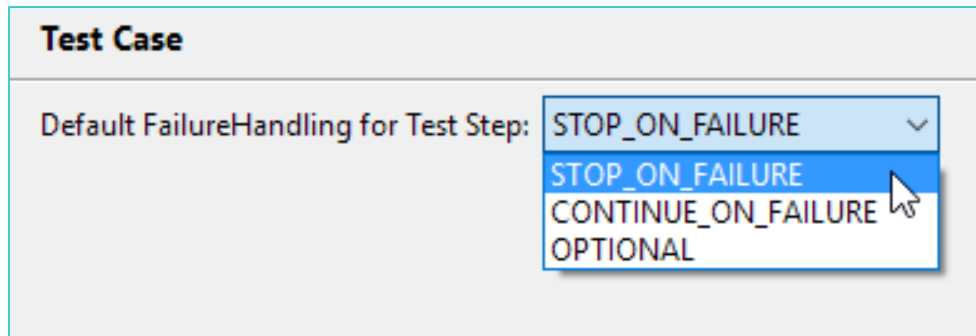 Test Case
Default FailureHandling for Test Step: STOP_ON_FAILURE
STOP_ON_FAILURE
CONTINUE_ON_FAILURE
OPTIONAL